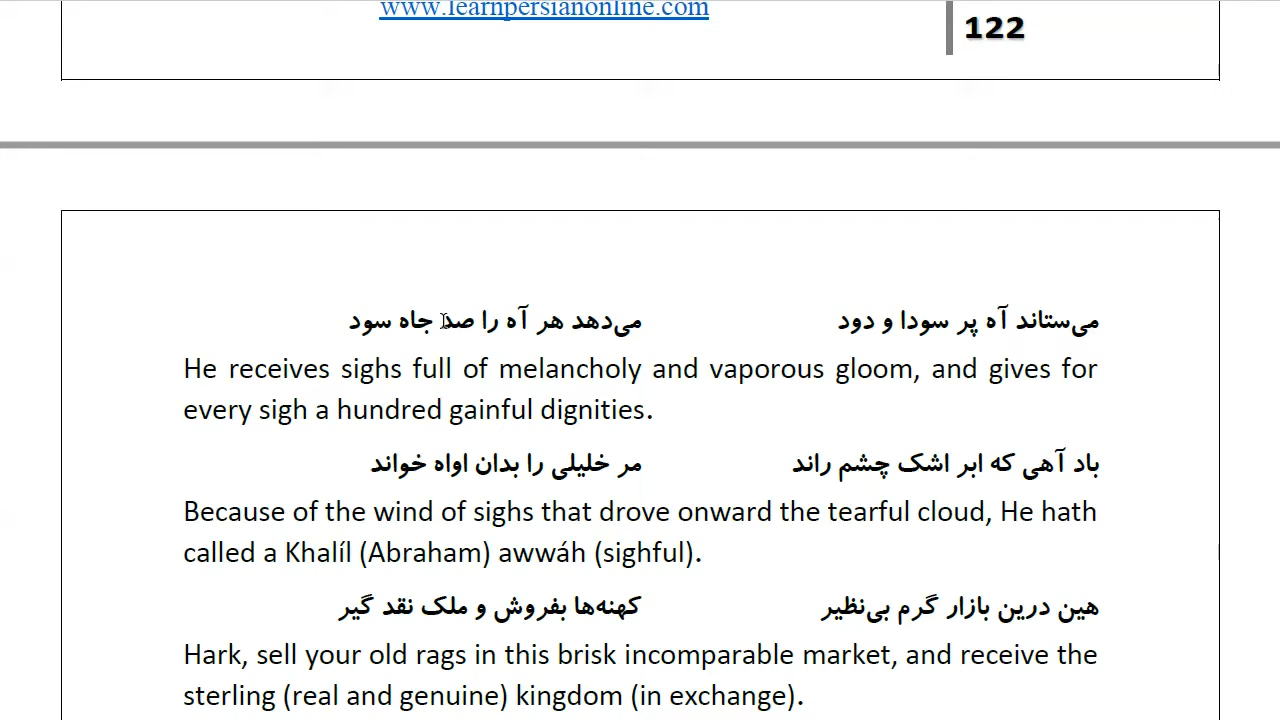 www.learnpersianonline.com
122
می‌ستاند آه پر سودا و دود می‌دهد هر آه را صد جاه سود
He receives sighs full of melancholy and vaporous gloom, and gives for
every sigh a hundred gainful dignities.
باد آهی که ابر اشک چشم راند مر خلیلی را بدان اواه خواند
Because of the wind of sighs that drove onward the tearful cloud, He hath
called a Khalíl (Abraham) awwáh (sighful).
هین درین بازار گرم بی‌نظیر کهنه‌ها بفروش و ملک نقد گیر
Hark, sell your old rags in this brisk incomparable market, and receive the
sterling (real and genuine) kingdom (in exchange).